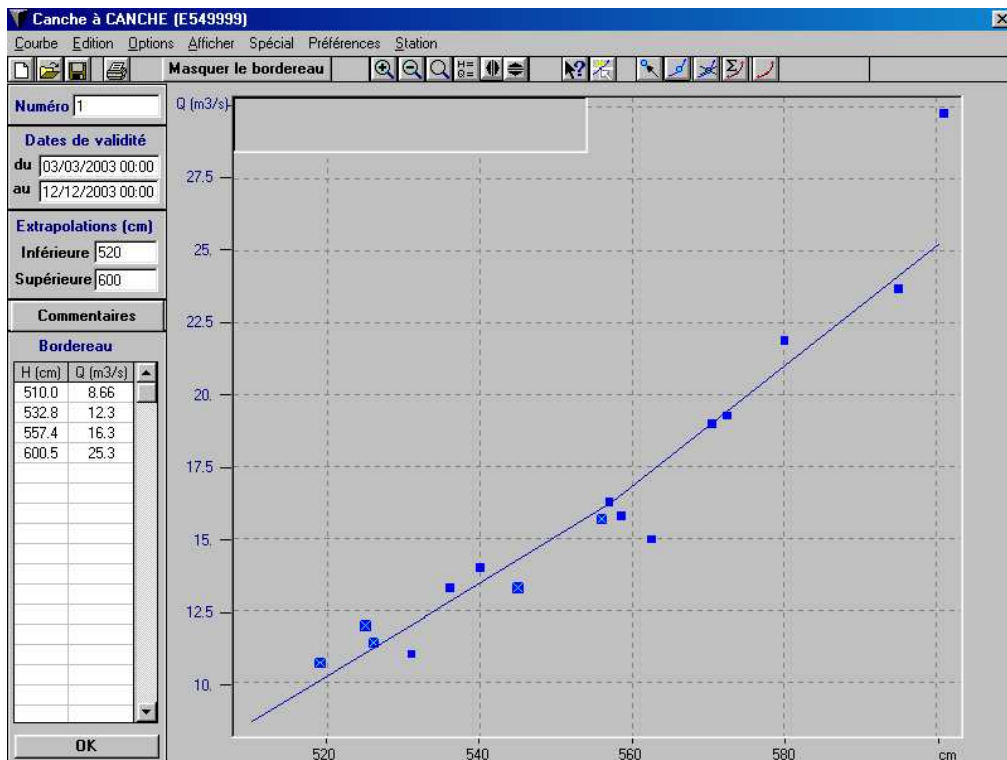 Canche à CANCHE (E549999)
Courbe Edition Options Afficher Spécial Préférences Station
Masquer le bordereau
H=
Q=
Numéro 1
Dates de validité
du 03/03/2003 00:00
au 12/12/2003 00:00
Extrapolations (cm)
Inférieure 520
Supérieure 600
Commentaires
Bordereau
H (cm) Q (m3/s)
510.0 8.66
532.8 12.3
557.4 16.3
600.5 25.3
OK
Q (m3/s)
27.5
25.
22.5
20.
17.5
15.
12.5
10.
520 540 560 580 cm